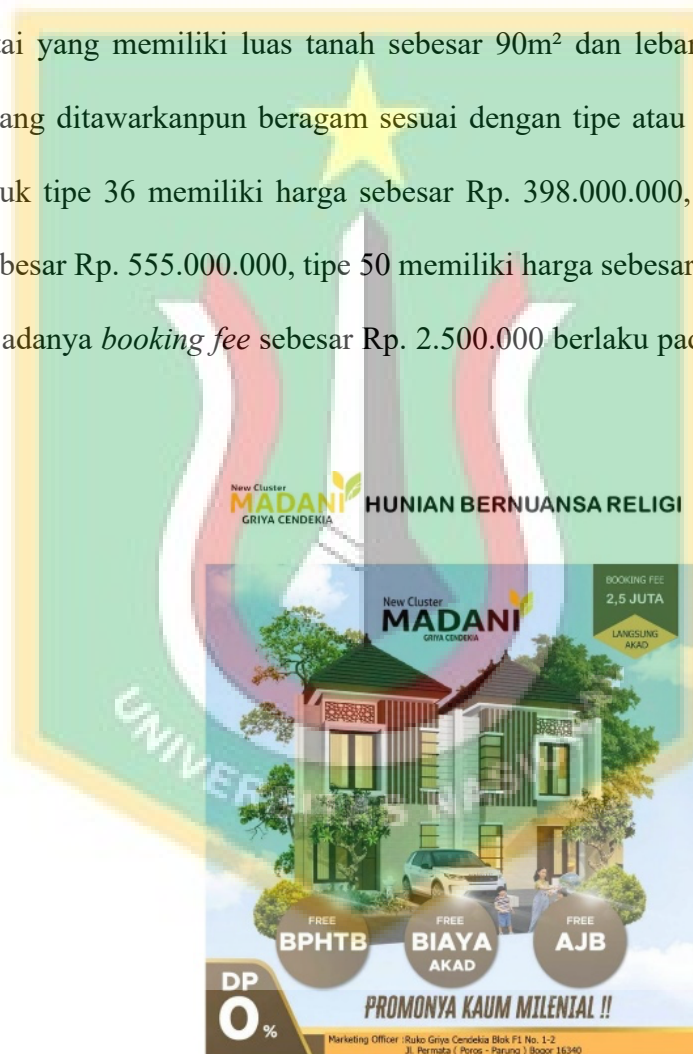 tai yang memiliki luas tanah sebesar 90m² dan lebar
ang ditawarkanpun beragam sesuai dengan tipe atau
uk tipe 36 memiliki harga sebesar Rp. 398.000.000,
besar Rp. 555.000.000, tipe 50 memiliki harga sebesar
adanya booking fee sebesar Rp. 2.500.000 berlaku pad
New Cluster
MADANI
GRIYA CENDEKIA
HUNIAN BERNUANSA RELIGI
New Cluster
MADANI
GRIYA CENDEKIA
BOOKING FEE
2,5 JUTA
LANGSUNG
AKAD
UNIVERSITAS NASIONAL
FREE
BPHTB
FREE
BIAYA
AKAD
FREE
AJB
DP
0%
PROMONYA KAUM MILENIAL !!
Marketing Officer : Ruko Griya Cendekia Blok F1 No. 1-2
Jl. Permata ( Poros - Parung ) Bogor 16340